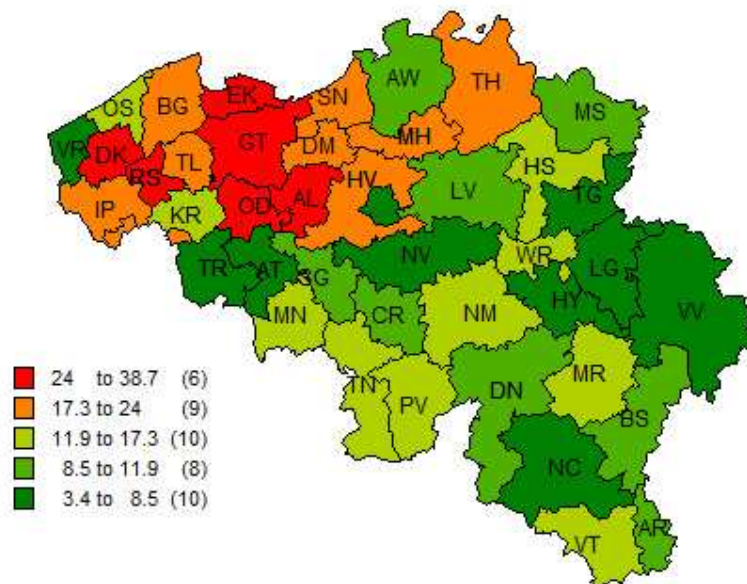 AW
TH
EK
SN
OS
BG
MS
GT
MH
VR
DK
TL
DM
HS
RS
HV
LV
TG
IP
KR
OD
AL
TR
AT
SG
NV
WR
LG
HY
VV
MN
CR
NM
MR
TN
PV
DN
BS
NC
VT
AR
24 to 38.7 (6)
17.3 to 24 (9)
11.9 to 17.3 (10)
8.5 to 11.9 (8)
3.4 to 8.5 (10)